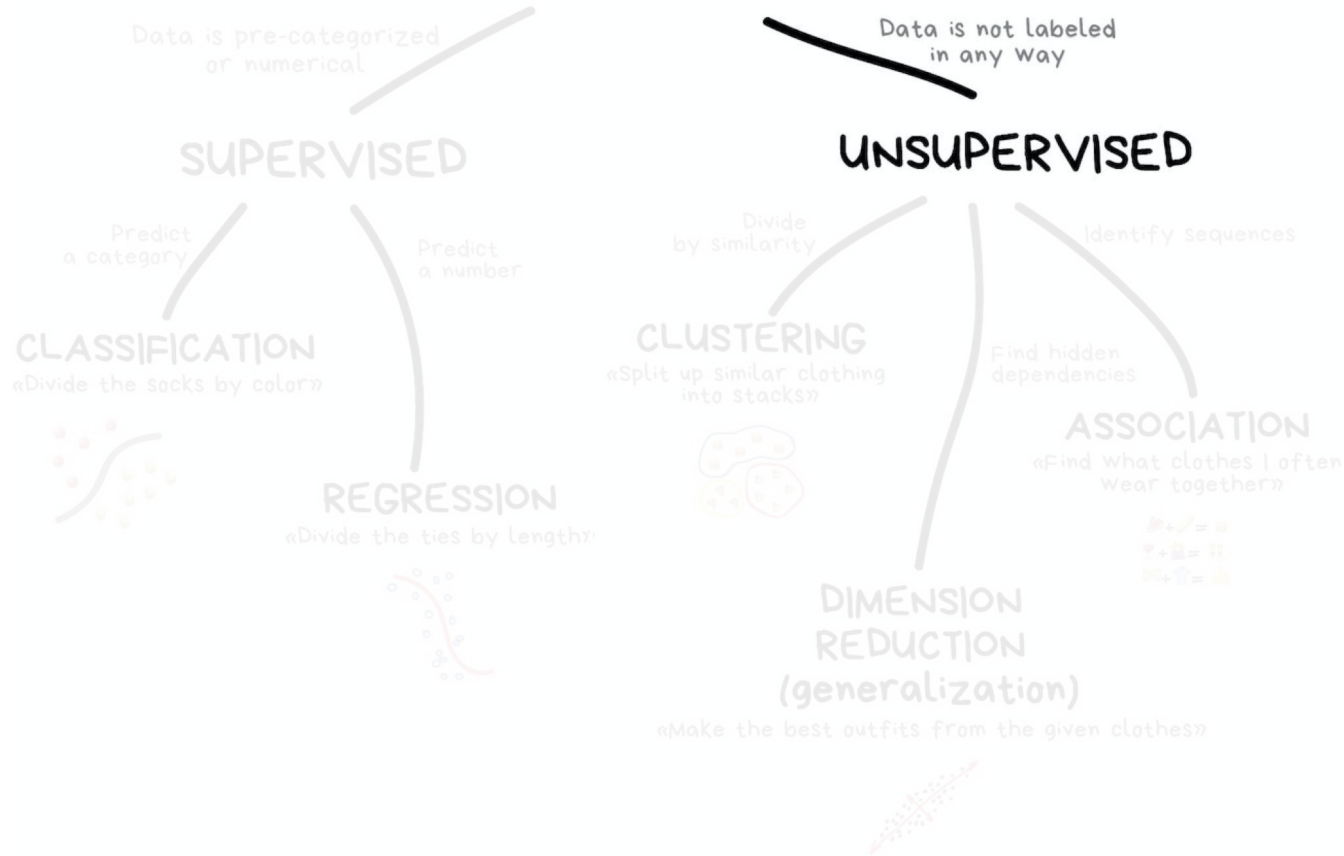 Data is pre-categorized
or numerical
Data is not labeled
in any way
SUPERVISED
UNSUPERVISED
Predict
a category
Predict
a number
Divide
by similarity
Identify sequences
CLASSIFICATION
«Divide the socks by color»
CLUSTERING
«Split up similar clothing
into stacks»
Find hidden
dependencies
ASSOCIATION
«Find what clothes I often
wear together»
REGRESSION
«Divide the ties by length»
DIMENSION
REDUCTION
(generalization)
«Make the best outfits from the given clothes»